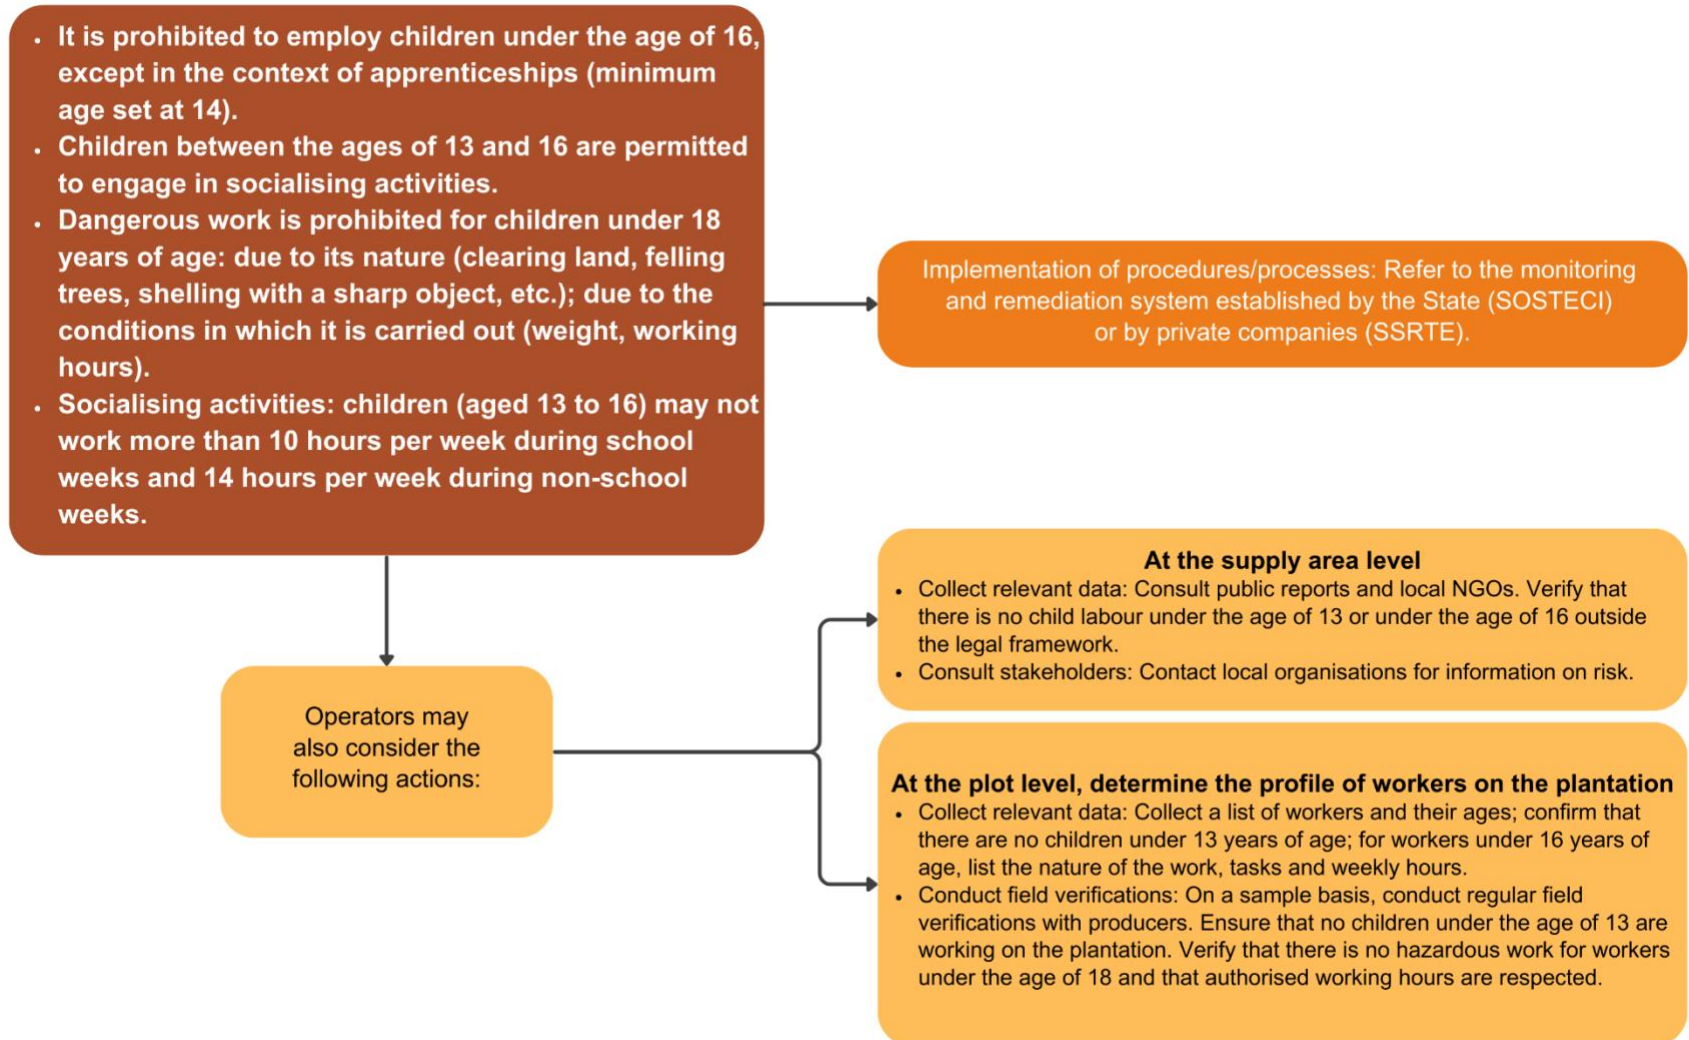 • It is prohibited to employ children under the age of 16,
except in the context of apprenticeships (minimum
age set at 14).
• Children between the ages of 13 and 16 are permitted
to engage in socialising activities.
• Dangerous work is prohibited for children under 18
years of age: due to its nature (clearing land, felling
trees, shelling with a sharp object, etc.); due to the
conditions in which it is carried out (weight, working
hours).
• Socialising activities: children (aged 13 to 16) may not
work more than 10 hours per week during school
weeks and 14 hours per week during non-school
weeks.
Implementation of procedures/processes: Refer to the monitoring
and remediation system established by the State (SOSTECI)
or by private companies (SSRTE).
Operators may
also consider the
following actions:
At the supply area level
• Collect relevant data: Consult public reports and local NGOs. Verify that
there is no child labour under the age of 13 or under the age of 16 outside
the legal framework.
• Consult stakeholders: Contact local organisations for information on risk.
At the plot level, determine the profile of workers on the plantation
• Collect relevant data: Collect a list of workers and their ages; confirm that
there are no children under 13 years of age; for workers under 16 years of
age, list the nature of the work, tasks and weekly hours.
• Conduct field verifications: On a sample basis, conduct regular field
verifications with producers. Ensure that no children under the age of 13 are
working on the plantation. Verify that there is no hazardous work for workers
under the age of 18 and that authorised working hours are respected.